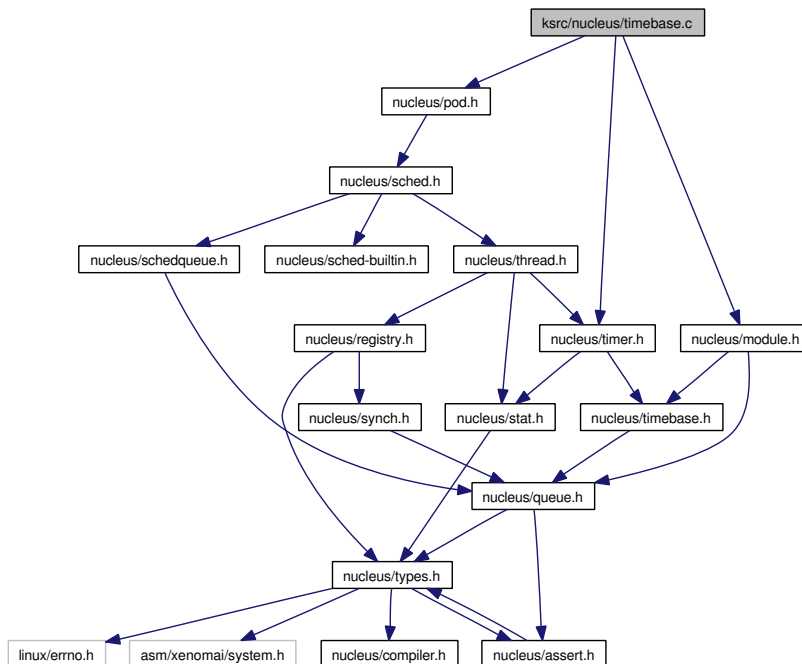 ksrc/nucleus/timebase.c
nucleus/pod.h
nucleus/sched.h
nucleus/schedqueue.h
nucleus/sched-builtin.h
nucleus/thread.h
nucleus/registry.h
nucleus/timer.h
nucleus/module.h
nucleus/synch.h
nucleus/stat.h
nucleus/timebase.h
nucleus/queue.h
nucleus/types.h
linux/errno.h
asm/xenomai/system.h
nucleus/compiler.h
nucleus/assert.h